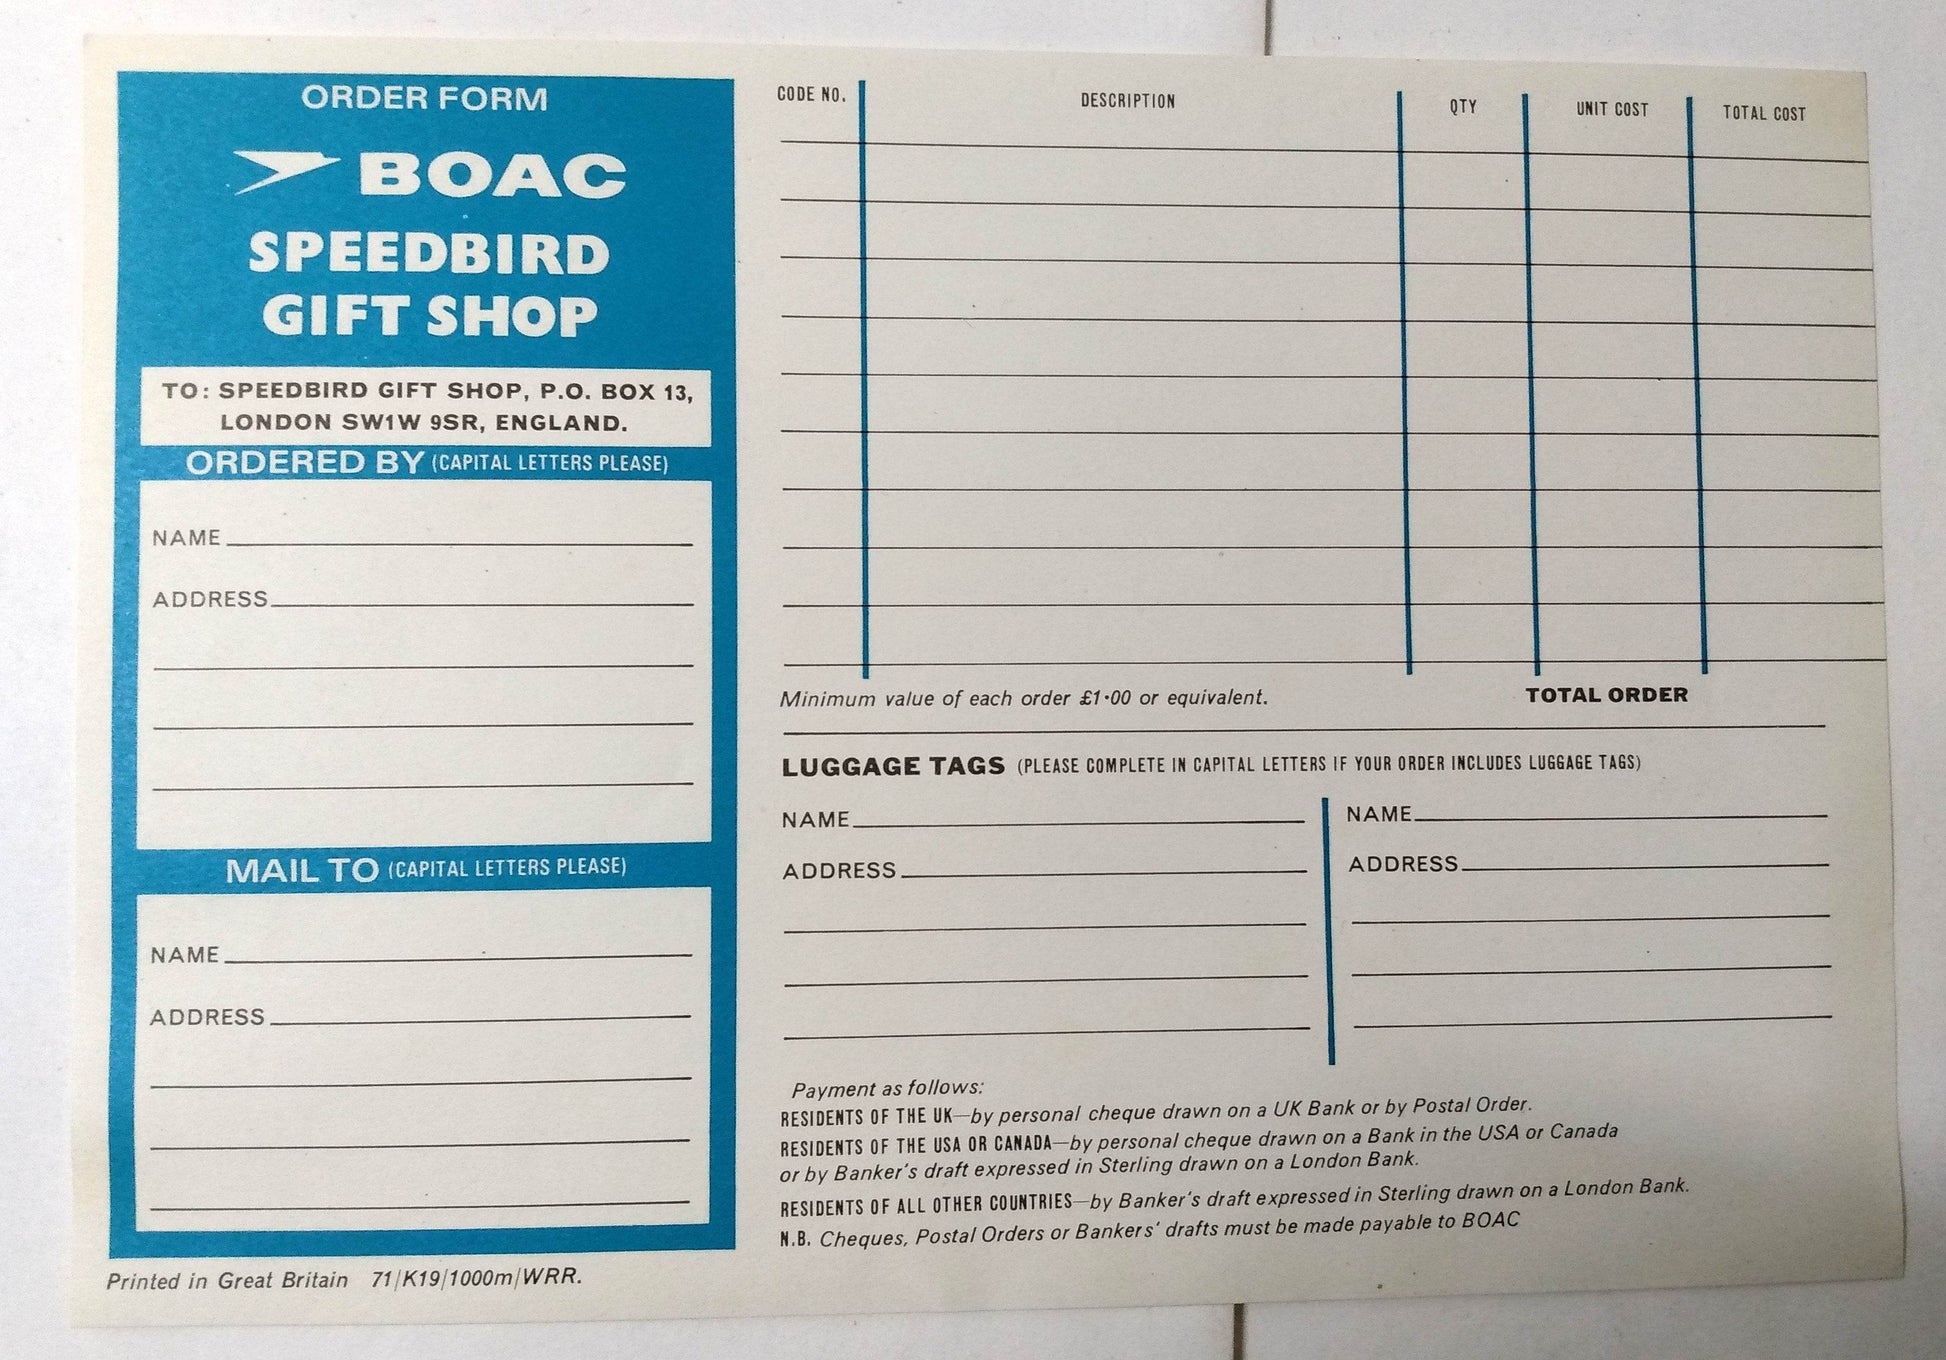 ORDER FORM
BOAC
SPEEDBIRD
GIFT SHOP
TO: SPEEDBIRD GIFT SHOP, P.O. BOX 13,
LONDON SW1W 9SR, ENGLAND.
ORDERED BY (CAPITAL LETTERS PLEASE)
NAME
ADDRESS
MAIL TO (CAPITAL LETTERS PLEASE)
NAME
ADDRESS
Printed in Great Britain 71/K19/1000m/WRR.
CODE NO. DESCRIPTION QTY UNIT COST TOTAL COST
Minimum value of each order £1·00 or equivalent. TOTAL ORDER
LUGGAGE TAGS (PLEASE COMPLETE IN CAPITAL LETTERS IF YOUR ORDER INCLUDES LUGGAGE TAGS)
NAME NAME
ADDRESS ADDRESS
Payment as follows:
RESIDENTS OF THE UK—by personal cheque drawn on a UK Bank or by Postal Order.
RESIDENTS OF THE USA OR CANADA—by personal cheque drawn on a Bank in the USA or Canada
or by Banker's draft expressed in Sterling drawn on a London Bank.
RESIDENTS OF ALL OTHER COUNTRIES—by Banker's draft expressed in Sterling drawn on a London Bank.
N.B. Cheques, Postal Orders or Bankers' drafts must be made payable to BOAC